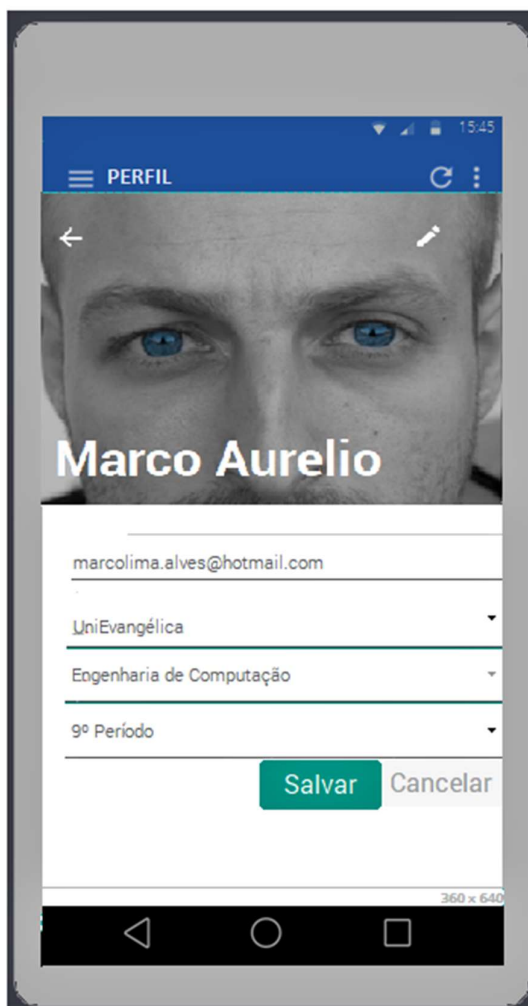 15:45
PERFIL
Marco Aurelio
marcolima.alves@hotmail.com
UniEvangélica
Engenharia de Computação
9º Período
Salvar Cancelar
360 x 640